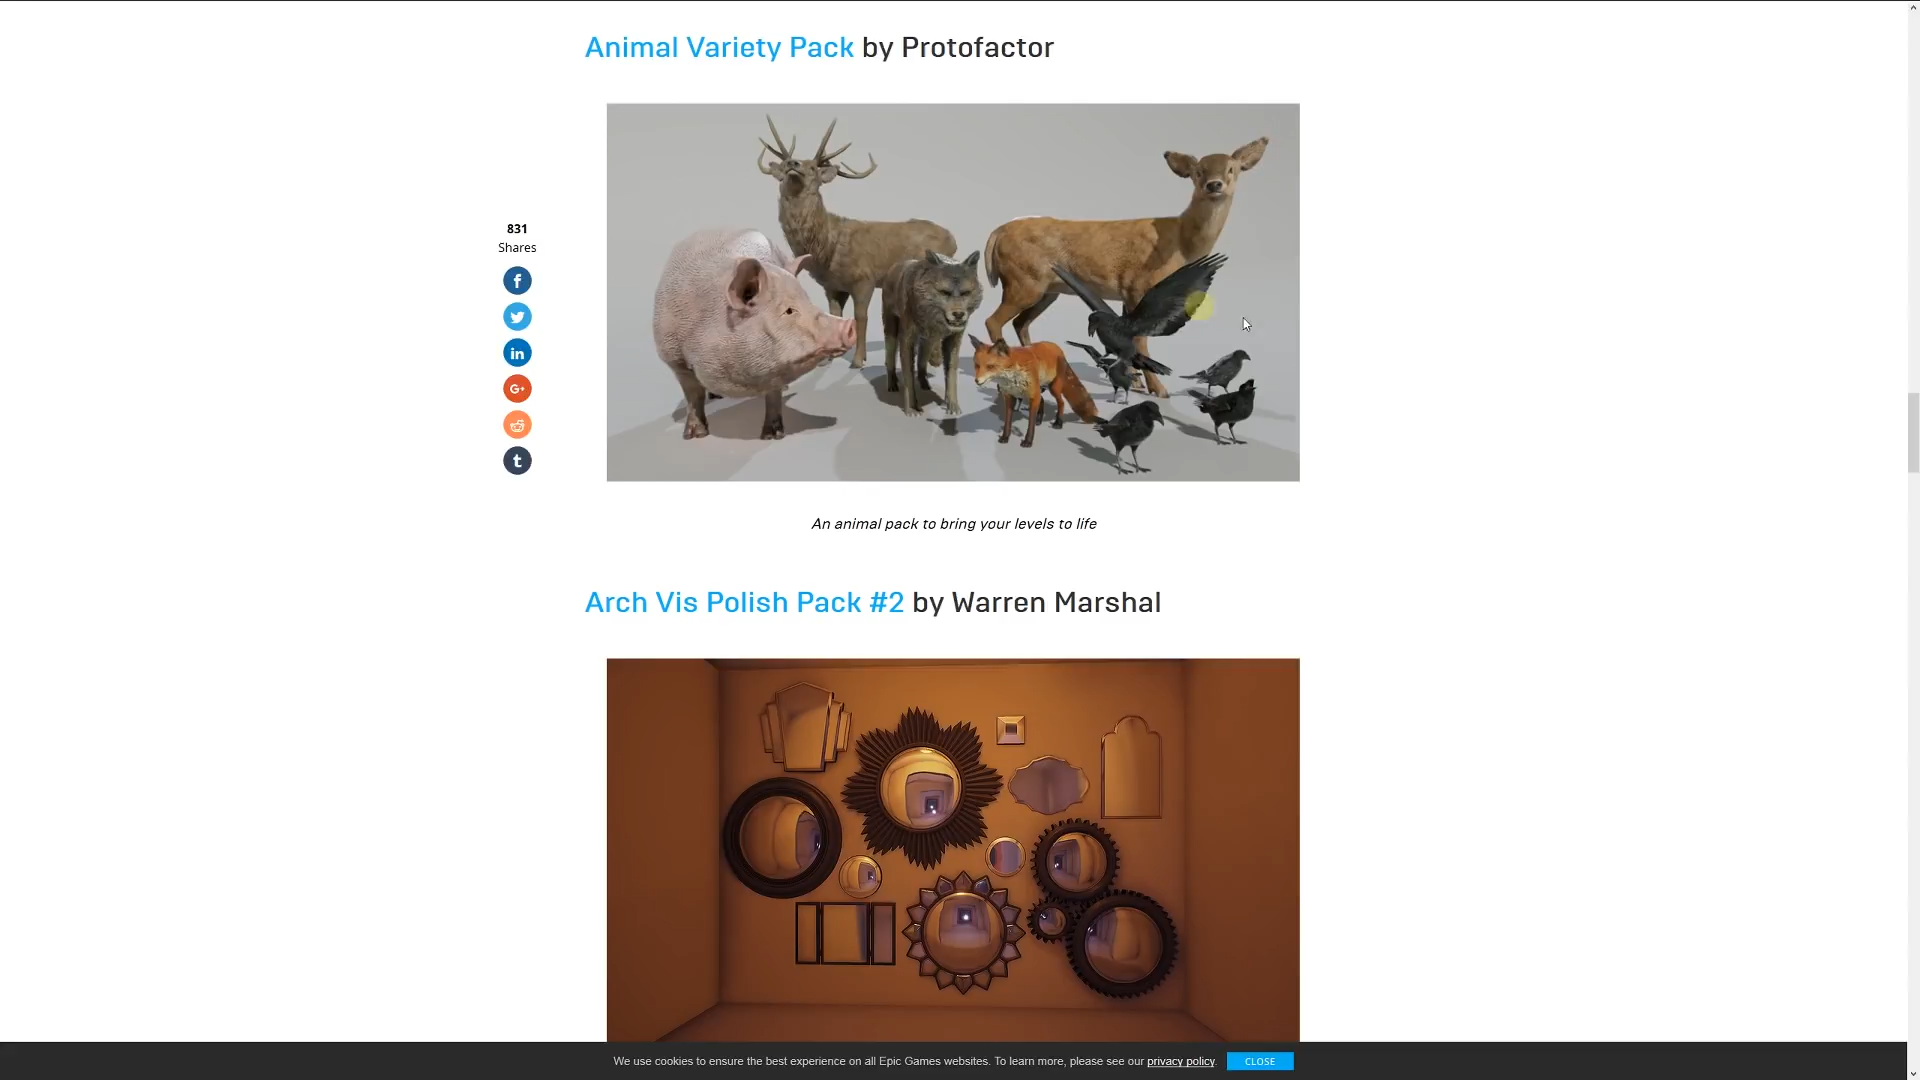 Animal Variety Pack by Protofactor
831
Shares
f
in
G+
t
An animal pack to bring your levels to life
Arch Vis Polish Pack #2 by Warren Marshal
We use cookies to ensure the best experience on all Epic Games websites. To learn more, please see our privacy policy. CLOSE